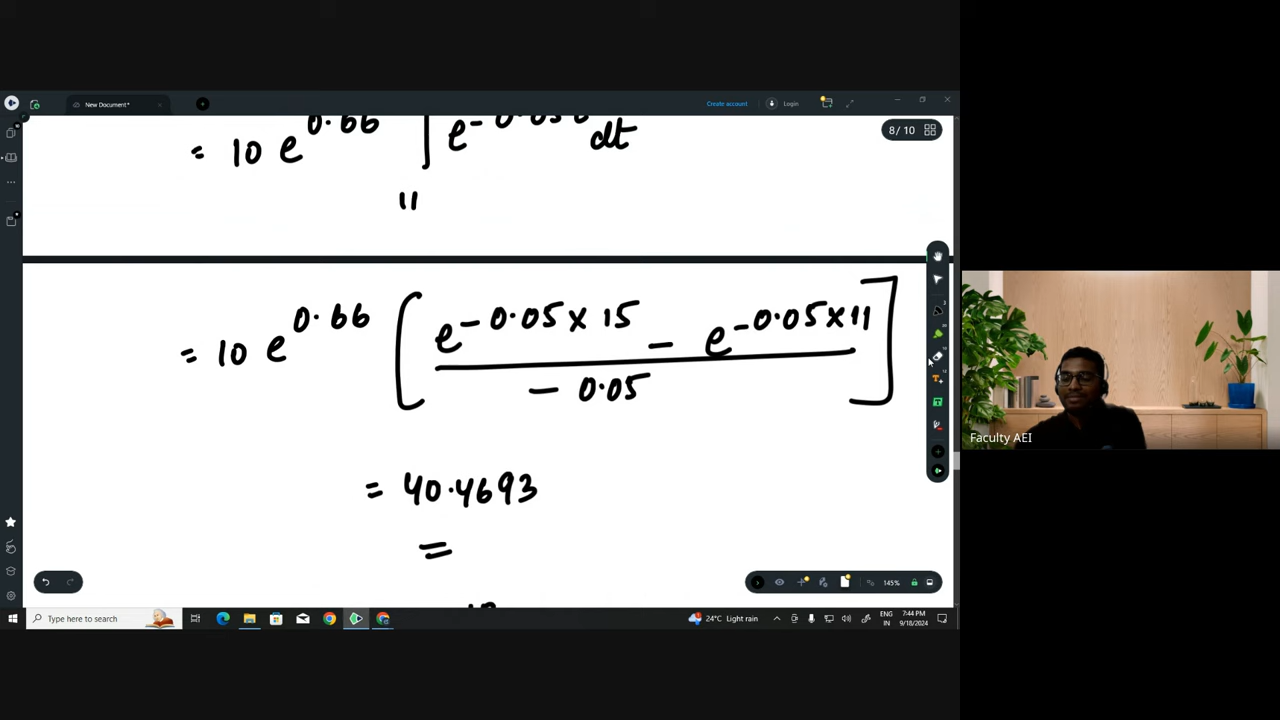 New Document*
Create account
Login
8/10
= 10 e^0.66 ∫ e^-0.05t dt
11
= 10 e^0.66 [ e^-0.05×15 - e^-0.05×11 ]
- 0.05
= 40.4693
=
145%
Faculty AEI
Type here to search
24°C Light rain
ENG
IN
7:44 PM
9/18/2024